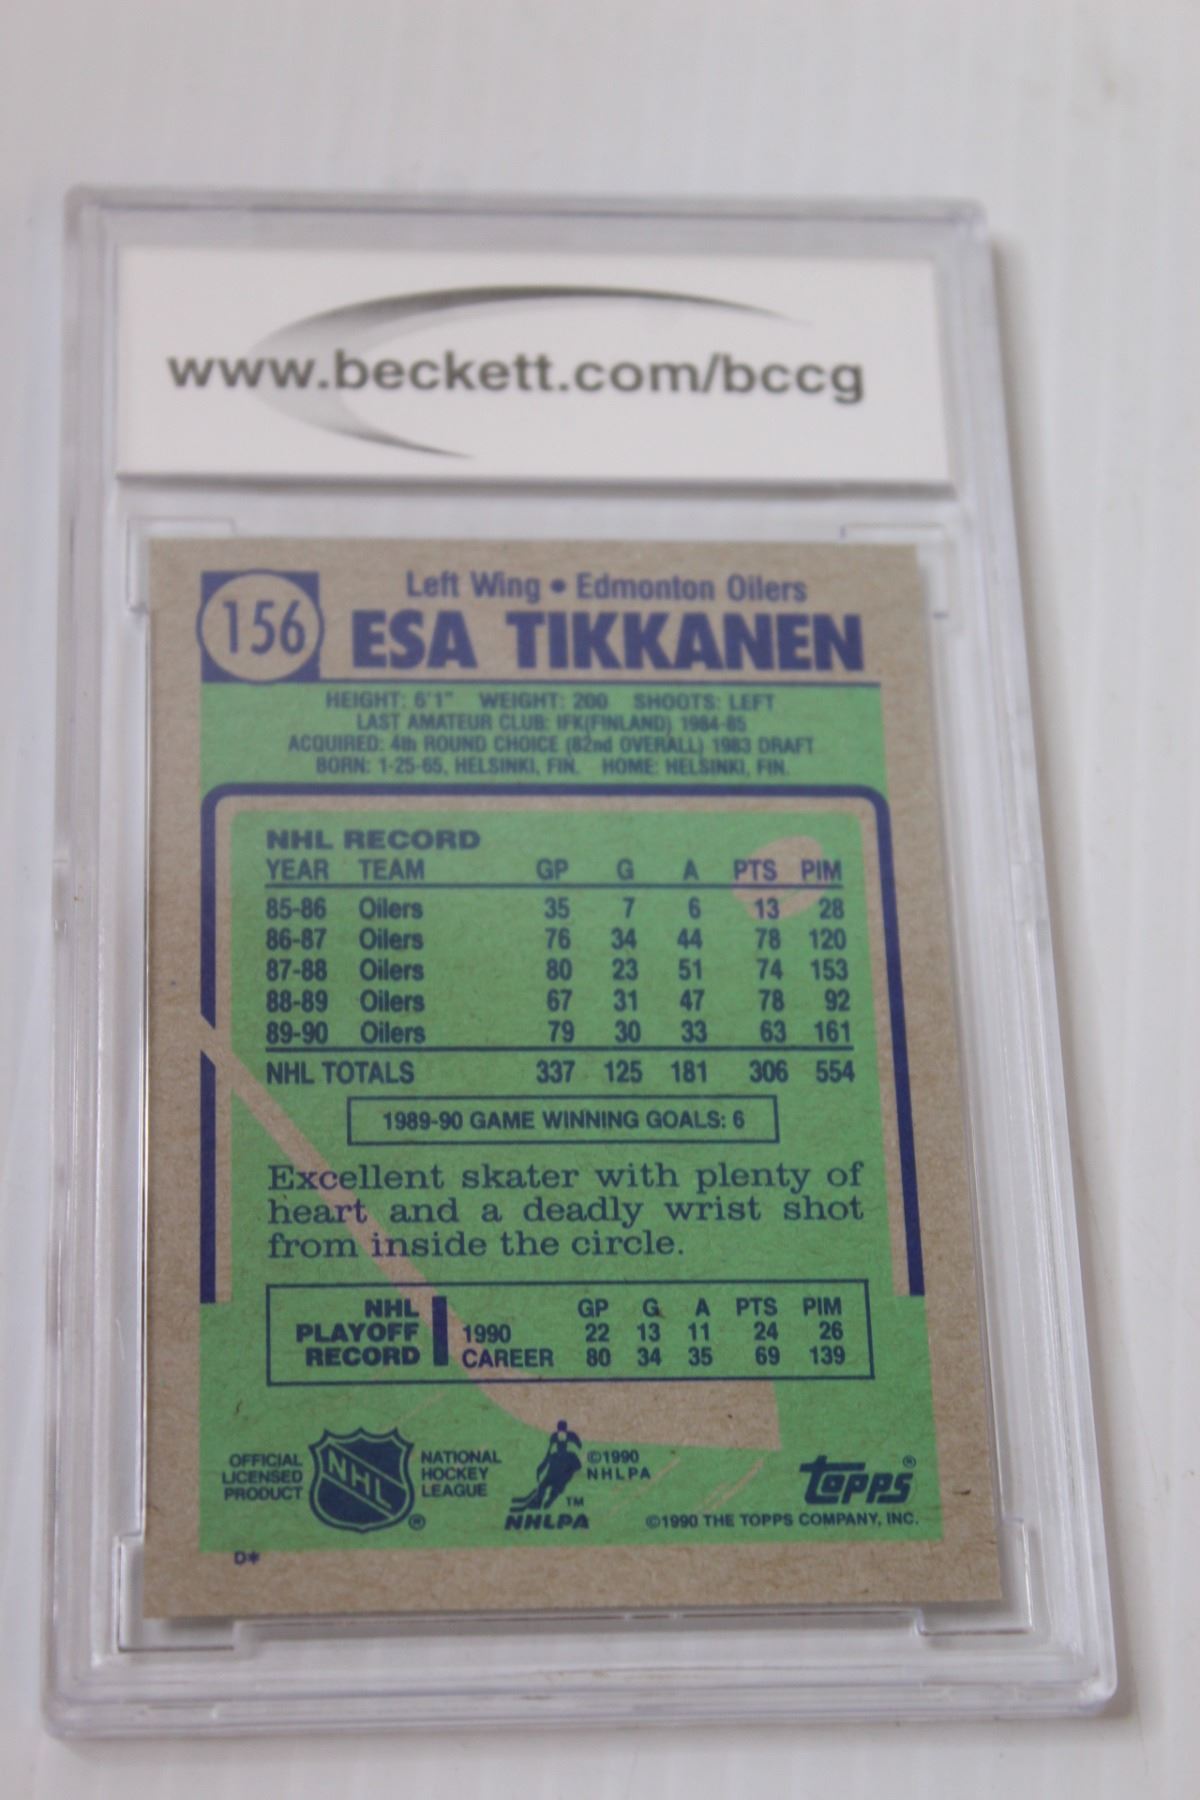 www.beckett.com/bccg
156
Left Wing • Edmonton Oilers
ESA TIKKANEN
HEIGHT: 6'1" WEIGHT: 200 SHOOTS: LEFT
LAST AMATEUR CLUB: IFK(FINLAND) 1984-85
ACQUIRED: 4th ROUND CHOICE (82nd OVERALL) 1983 DRAFT
BORN: 1-25-65, HELSINKI, FIN. HOME: HELSINKI, FIN.
NHL RECORD
YEAR TEAM GP G A PTS PIM
85-86 Oilers 35 7 6 13 28
86-87 Oilers 76 34 44 78 120
87-88 Oilers 80 23 51 74 153
88-89 Oilers 67 31 47 78 92
89-90 Oilers 79 30 33 63 161
NHL TOTALS 337 125 181 306 554
1989-90 GAME WINNING GOALS: 6
Excellent skater with plenty of
heart and a deadly wrist shot
from inside the circle.
NHL GP G A PTS PIM
PLAYOFF 1990 22 13 11 24 26
RECORD CAREER 80 34 35 69 139
OFFICIAL
LICENSED
PRODUCT
NHL
®
NATIONAL
HOCKEY
LEAGUE
©1990
NHLPA
TM
NHLPA
topps®
©1990 THE TOPPS COMPANY, INC.
D*